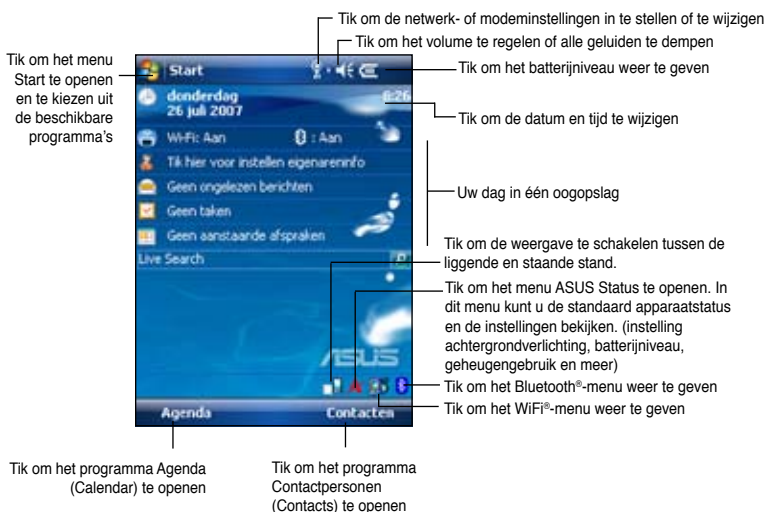 Tik om de netwerk- of modeminstellingen in te stellen of te wijzigen
Tik om het volume te regelen of alle geluiden te dempen
Tik om het batterijniveau weer te geven
Tik om het menu
Start te openen
en te kiezen uit
de beschikbare
programma's
Start
donderdag
26 juli 2007
8:26
Tik om de datum en tijd te wijzigen
Wi-Fi: Aan
: Aan
Tik hier voor instellen eigenareninfo
Geen ongelezen berichten
Geen taken
Geen aanstaande afspraken
Uw dag in één oogopslag
Live Search
Tik om de weergave te schakelen tussen de
liggende en staande stand.
Tik om het menu ASUS Status te openen. In
dit menu kunt u de standaard apparaatstatus
en de instellingen bekijken. (instelling
achtergrondverlichting, batterijniveau,
geheugengebruik en meer)
ASUS
Tik om het Bluetooth®-menu weer te geven
Tik om het WiFi®-menu weer te geven
Agenda
Contacten
Tik om het programma Agenda
(Calendar) te openen
Tik om het programma
Contactpersonen
(Contacts) te openen